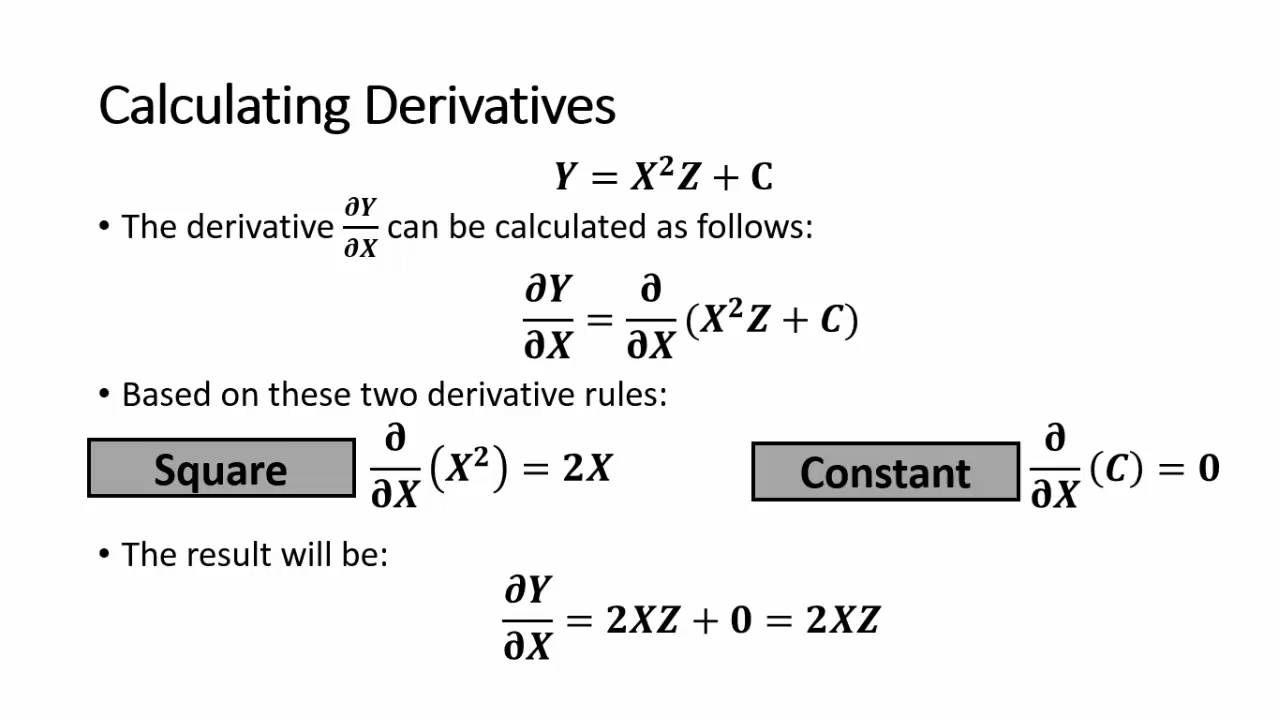 Calculating Derivatives
Y = X²Z + C
• The derivative ∂Y/∂X can be calculated as follows:
∂Y/∂X = ∂/∂X (X²Z + C)
• Based on these two derivative rules:
Square ∂/∂X (X²) = 2X Constant ∂/∂X (C) = 0
• The result will be:
∂Y/∂X = 2XZ + 0 = 2XZ